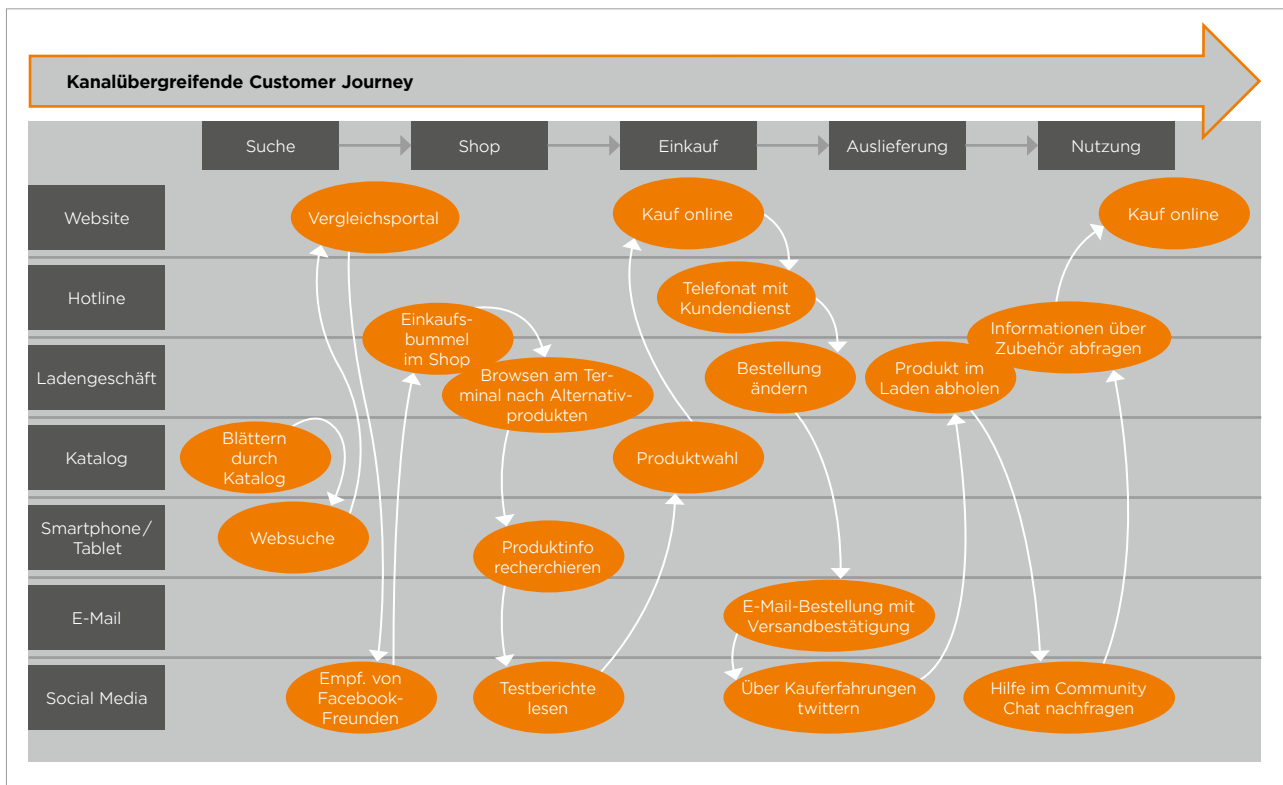 Kanalübergreifende Customer Journey
Suche
Shop
Einkauf
Auslieferung
Nutzung
Website
Vergleichsportal
Kauf online
Kauf online
Hotline
Telefonat mit
Kundendienst
Einkaufs-
bummel
im Shop
Informationen über
Zubehör abfragen
Ladengeschäft
Browsen am Ter-
minal nach Alternativ-
produkten
Bestellung
ändern
Produkt im
Laden abholen
Katalog
Blättern
durch
Katalog
Produktwahl
Smartphone/
Tablet
Websuche
Produktinfo
recherchieren
E-Mail
E-Mail-Bestellung mit
Versandbestätigung
Social Media
Empf. von
Facebook-
Freunden
Testberichte
lesen
Über Kauferfahrungen
twittern
Hilfe im Community
Chat nachfragen